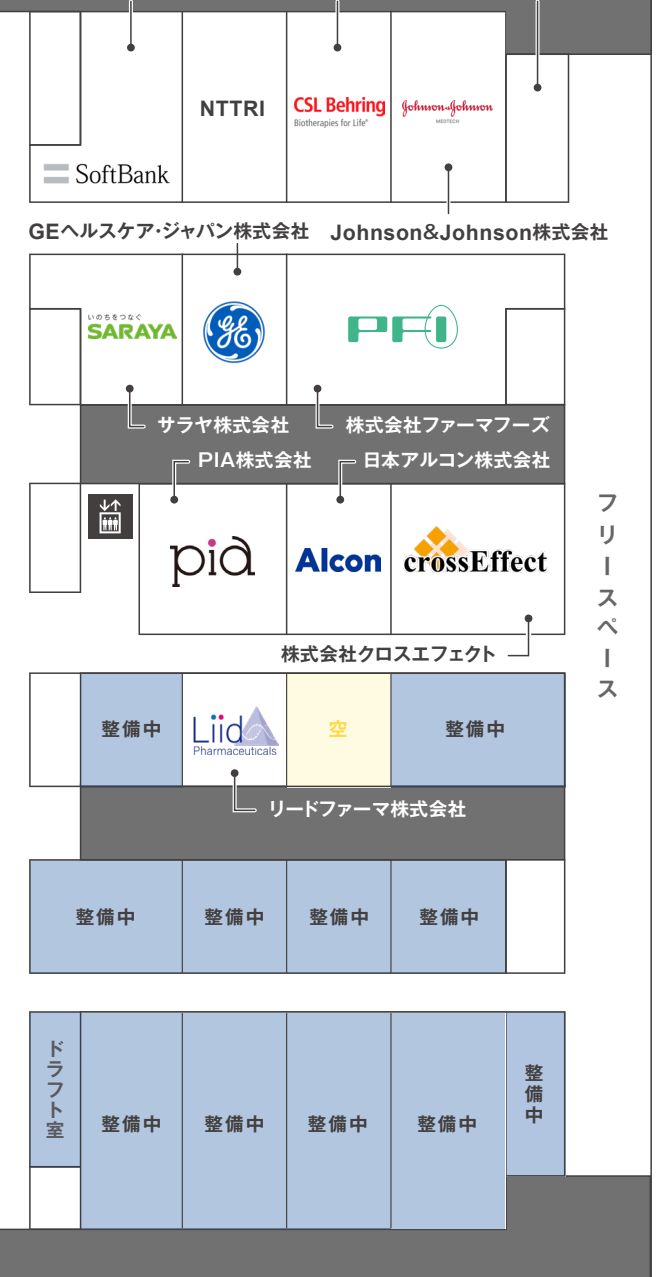 NTTRI
CSL Behring
Biotherapies for Life®
Johnson&Johnson
MEDTECH
SoftBank
GEヘルスケア・ジャパン株式会社
Johnson&Johnson株式会社
いのちをつなぐ
SARAYA
GE
PFI
サラヤ株式会社
株式会社ファーマフーズ
PIA株式会社
日本アルコン株式会社
pia
Alcon
crossEffect
フリースペース
株式会社クロスエフェクト
整備中
Liid
Pharmaceuticals
空
整備中
リードファーマ株式会社
整備中
整備中
整備中
整備中
ドラフト室
整備中
整備中
整備中
整備中
整備中